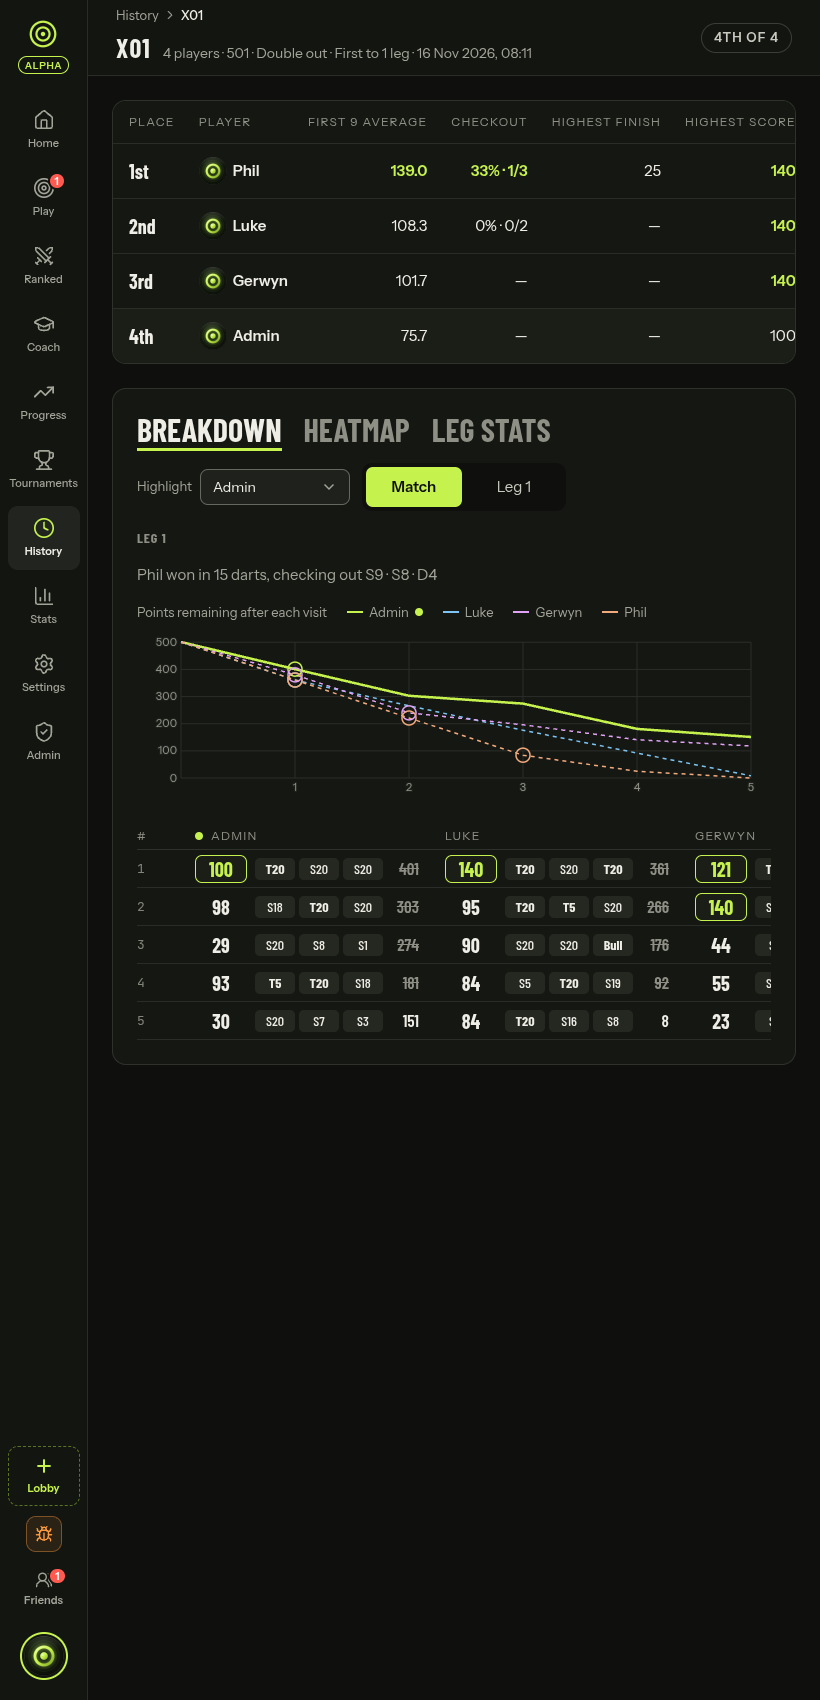 History > X01
X01 4 players · 501 · Double out · First to 1 leg · 16 Nov 2026, 08:11
4TH OF 4
ALPHA
Home
1
Play
Ranked
Coach
Progress
Tournaments
History
Stats
Settings
Admin
Lobby
1
Friends
PLACE PLAYER FIRST 9 AVERAGE CHECKOUT HIGHEST FINISH HIGHEST SCORE
1st Phil 139.0 33% · 1/3 25 140
2nd Luke 108.3 0% · 0/2 — 140
3rd Gerwyn 101.7 — — 140
4th Admin 75.7 — — 100
BREAKDOWN HEATMAP LEG STATS
Highlight Admin Match Leg 1
LEG 1
Phil won in 15 darts, checking out S9 · S8 · D4
Points remaining after each visit Admin Luke Gerwyn Phil
500
400
300
200
100
0
1 2 3 4 5
# ADMIN LUKE GERWYN
1 100 T20 S20 S20 401 140 T20 S20 T20 361 121 T
2 98 S18 T20 S20 303 95 T20 T5 S20 266 140 S
3 29 S20 S8 S1 274 90 S20 S20 Bull 176 44 S
4 93 T5 T20 S18 181 84 S5 T20 S19 92 55 S
5 30 S20 S7 S3 151 84 T20 S16 S8 8 23 S